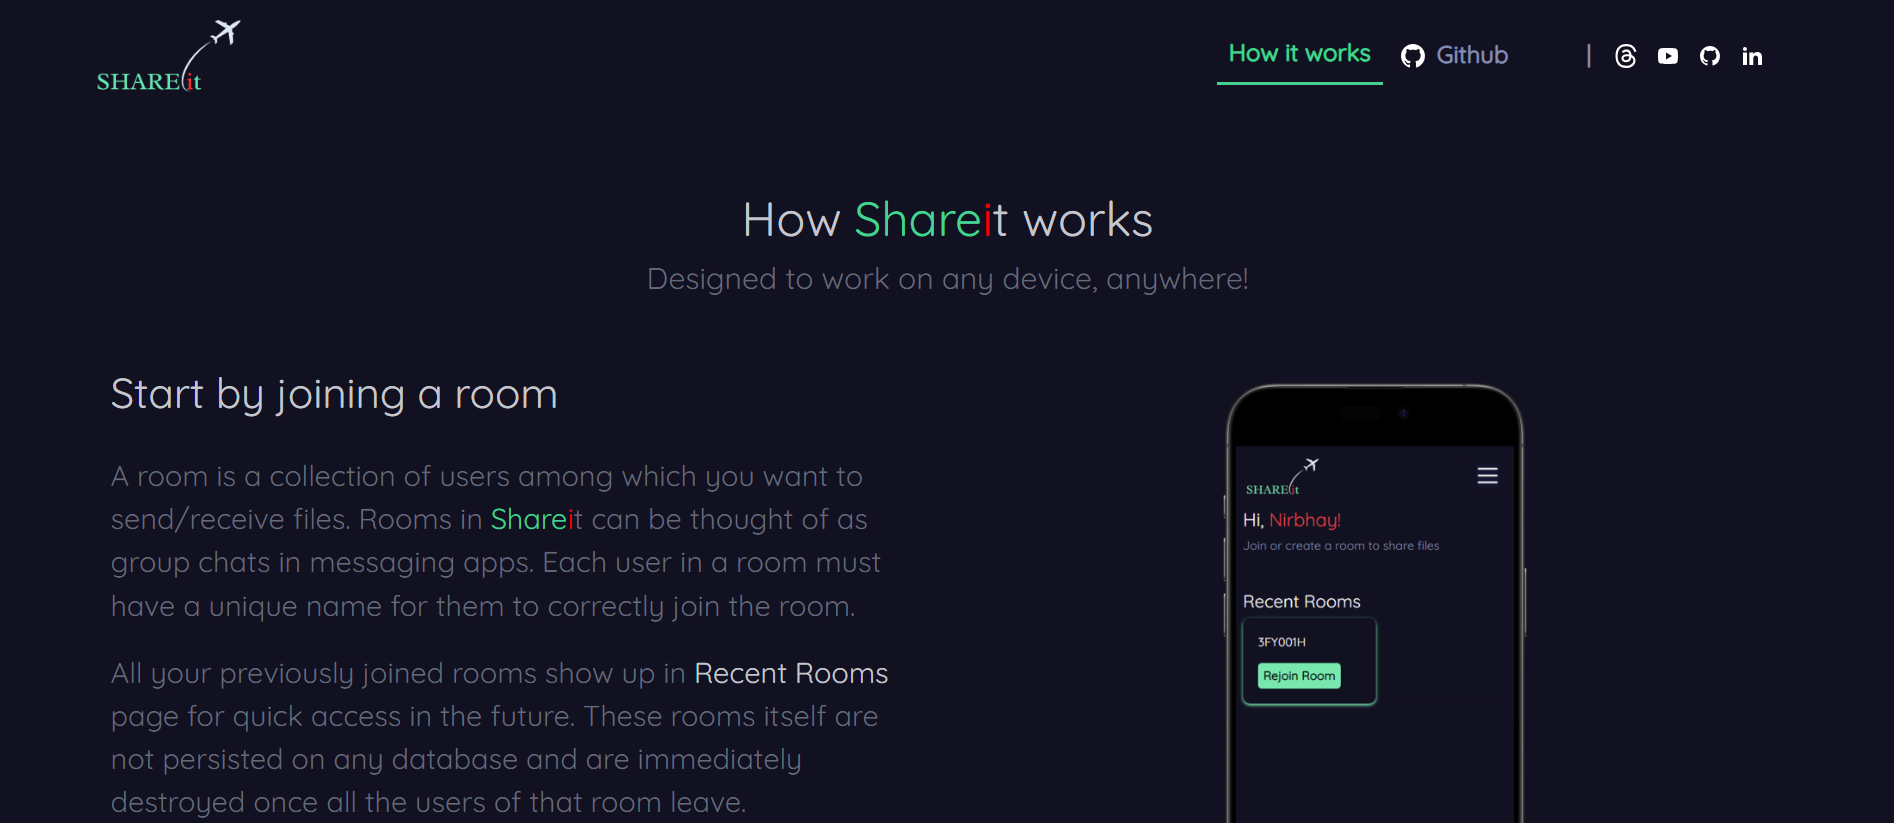 SHAREit
How it works
Github
|
How Shareit works
Designed to work on any device, anywhere!
Start by joining a room
A room is a collection of users among which you want to
send/receive files. Rooms in Shareit can be thought of as
group chats in messaging apps. Each user in a room must
have a unique name for them to correctly join the room.
All your previously joined rooms show up in Recent Rooms
page for quick access in the future. These rooms itself are
not persisted on any database and are immediately
destroyed once all the users of that room leave.
SHAREit
Hi, Nirbhay!
Join or create a room to share files
Recent Rooms
3FY001H
Rejoin Room